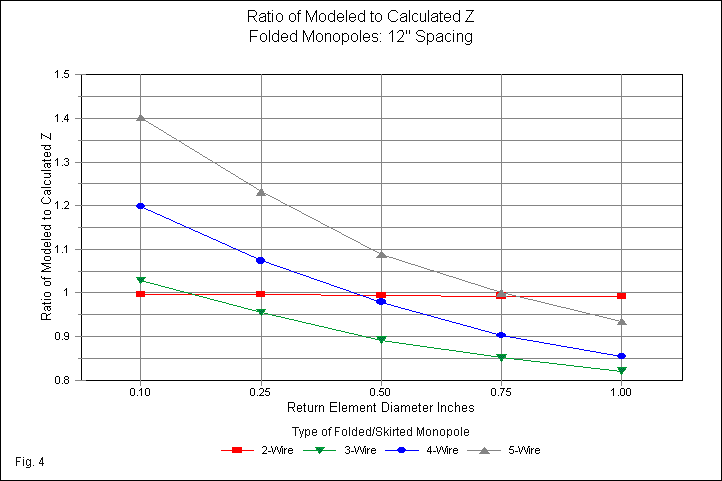 Ratio of Modeled to Calculated Z
Folded Monopoles: 12" Spacing
Ratio of Modeled to Calculated Z
1.5
1.4
1.3
1.2
1.1
1
0.9
0.8
0.10 0.25 0.50 0.75 1.00
Return Element Diameter Inches
Type of Folded/Skirted Monopole
2-Wire 3-Wire 4-Wire 5-Wire
Fig. 4